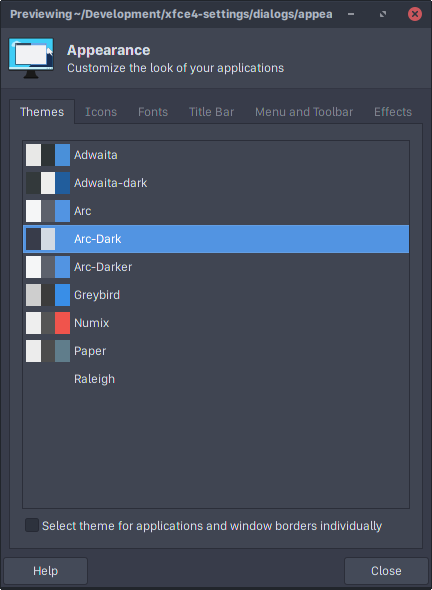 Previewing ~/Development/xfce4-settings/dialogs/appea
Appearance
Customize the look of your applications
Themes Icons Fonts Title Bar Menu and Toolbar Effects
Adwaita
Adwaita-dark
Arc
Arc-Dark
Arc-Darker
Greybird
Numix
Paper
Raleigh
Select theme for applications and window borders individually
Help Close